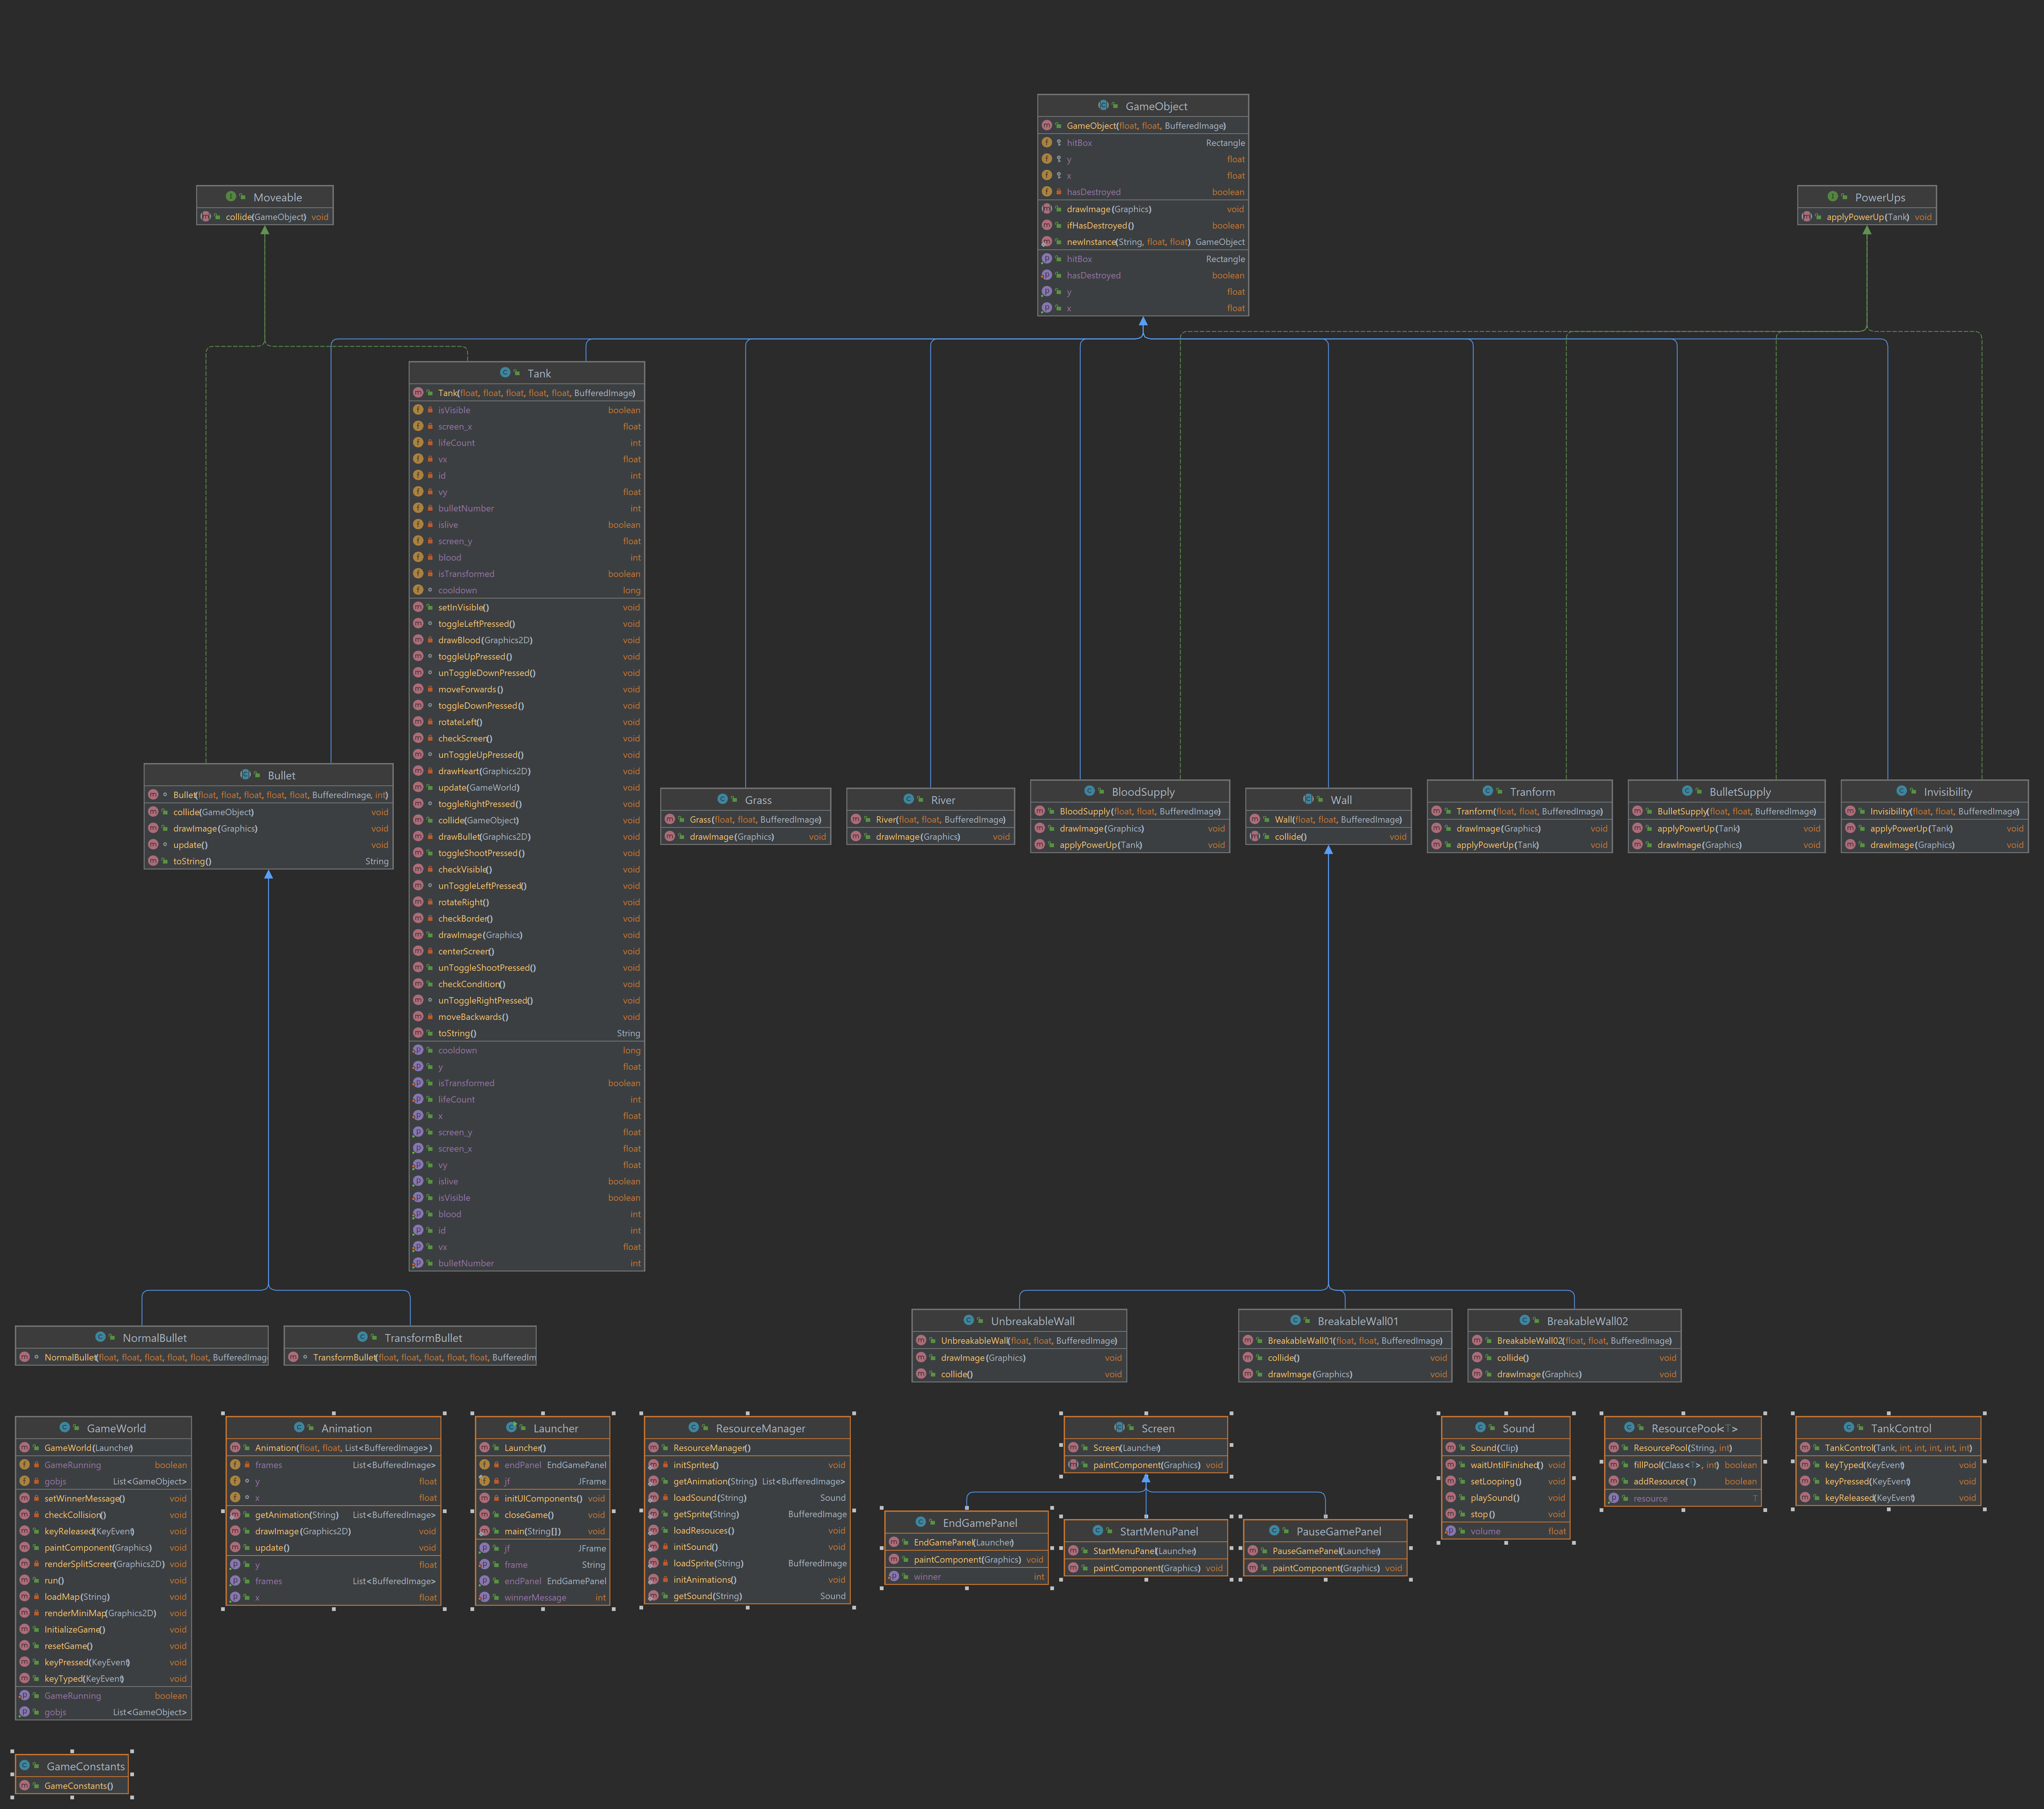 GameObject
GameObject(float, float, BufferedImage)
hitBox Rectangle
y float
x float
hasDestroyed boolean
drawImage(Graphics) void
ifHasDestroyed() boolean
newInstance(String, float, float) GameObject
hitBox Rectangle
hasDestroyed boolean
y float
x float
Moveable
collide(GameObject) void
PowerUps
applyPowerUp(Tank) void
Tank
Tank(float, float, float, float, float, BufferedImage)
isVisible boolean
screen_x float
lifeCount int
vx float
id int
vy float
bulletNumber int
islive boolean
screen_y float
blood int
isTransformed boolean
cooldown long
setInVisible() void
toggleLeftPressed() void
drawBlood(Graphics2D) void
toggleUpPressed() void
unToggleDownPressed() void
moveForwards() void
toggleDownPressed() void
rotateLeft() void
checkScreen() void
unToggleUpPressed() void
drawHeart(Graphics2D) void
update(GameWorld) void
toggleRightPressed() void
collide(GameObject) void
drawBullet(Graphics2D) void
toggleShootPressed() void
checkVisible() void
unToggleLeftPressed() void
rotateRight() void
checkBorder() void
drawImage(Graphics) void
centerScreer() void
unToggleShootPressed() void
checkCondition() void
unToggleRightPressed() void
moveBackwards() void
toString() String
cooldown long
y float
isTransformed boolean
lifeCount int
x float
screen_y float
screen_x float
vy float
islive boolean
isVisible boolean
blood int
id int
vx float
bulletNumber int
Bullet
Bullet(float, float, float, float, float, BufferedImage, int)
collide(GameObject) void
drawImage(Graphics) void
update() void
toString() String
Grass
Grass(float, float, BufferedImage)
drawImage(Graphics) void
River
River(float, float, BufferedImage)
drawImage(Graphics) void
BloodSupply
BloodSupply(float, float, BufferedImage)
drawImage(Graphics) void
applyPowerUp(Tank) void
Wall
Wall(float, float, BufferedImage)
collide() void
Tranform
Tranform(float, float, BufferedImage)
drawImage(Graphics) void
applyPowerUp(Tank) void
BulletSupply
BulletSupply(float, float, BufferedImage)
applyPowerUp(Tank) void
drawImage(Graphics) void
Invisibility
Invisibility(float, float, BufferedImage)
applyPowerUp(Tank) void
drawImage(Graphics) void
NormalBullet
NormalBullet(float, float, float, float, float, BufferedImag
TransformBullet
TransformBullet(float, float, float, float, float, BufferedIm
UnbreakableWall
UnbreakableWall(float, float, BufferedImage)
drawImage(Graphics) void
collide() void
BreakableWall01
BreakableWall01(float, float, BufferedImage)
collide() void
drawImage(Graphics) void
BreakableWall02
BreakableWall02(float, float, BufferedImage)
collide() void
drawImage(Graphics) void
GameWorld
GameWorld(Launcher)
GameRunning boolean
gobjs List<GameObject>
setWinnerMessage() void
checkCollision() void
keyReleased(KeyEvent) void
paintComponent(Graphics) void
renderSplitScreen(Graphics2D) void
run() void
loadMap(String) void
renderMiniMap(Graphics2D) void
InitializeGame() void
resetGame() void
keyPressed(KeyEvent) void
keyTyped(KeyEvent) void
GameRunning boolean
gobjs List<GameObject>
Animation
Animation(float, float, List<BufferedImage>)
frames List<BufferedImage>
y float
x float
getAnimation(String) List<BufferedImage>
drawImage(Graphics2D) void
update() void
y float
frames List<BufferedImage>
x float
Launcher
Launcher()
endPanel EndGamePanel
jf JFrame
initUIComponents() void
closeGame() void
main(String[]) void
jf JFrame
frame String
endPanel EndGamePanel
winnerMessage int
ResourceManager
ResourceManager()
initSprites() void
getAnimation(String) List<BufferedImage>
loadSound(String) Sound
getSprite(String) BufferedImage
loadResouces() void
initSound() void
loadSprite(String) BufferedImage
initAnimations() void
getSound(String) Sound
Screen
Screen(Launcher)
paintComponent(Graphics) void
EndGamePanel
EndGamePanel(Launcher)
paintComponent(Graphics) void
winner int
StartMenuPanel
StartMenuPanel(Launcher)
paintComponent(Graphics) void
PauseGamePanel
PauseGamePanel(Launcher)
paintComponent(Graphics) void
Sound
Sound(Clip)
waitUntilFinished() void
setLooping() void
playSound() void
stop() void
volume float
ResourcePool<T>
ResourcePool(String, int)
fillPool(Class<T>, int) boolean
addResource(T) boolean
resource T
TankControl
TankControl(Tank, int, int, int, int, int)
keyTyped(KeyEvent) void
keyPressed(KeyEvent) void
keyReleased(KeyEvent) void
GameConstants
GameConstants()